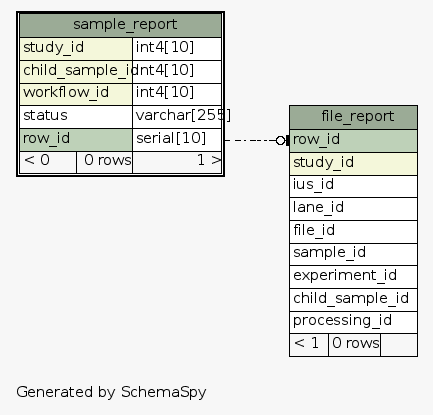 sample_report
study_id int4[10]
child_sample_id int4[10]
workflow_id int4[10]
status varchar[255]
row_id serial[10]
< 0 0 rows 1 >
file_report
row_id
study_id
ius_id
lane_id
file_id
sample_id
experiment_id
child_sample_id
processing_id
< 1 0 rows
Generated by SchemaSpy